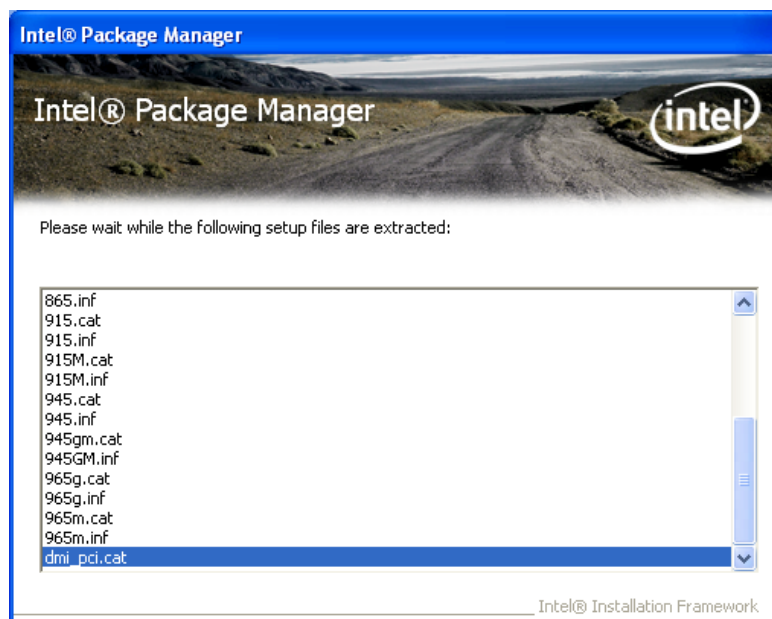 Intel® Package Manager
Intel® Package Manager
intel
Please wait while the following setup files are extracted:
865.inf
915.cat
915.inf
915M.cat
915M.inf
945.cat
945.inf
945gm.cat
945GM.inf
965g.cat
965g.inf
965m.cat
965m.inf
dmi_pci.cat
Intel® Installation Framework